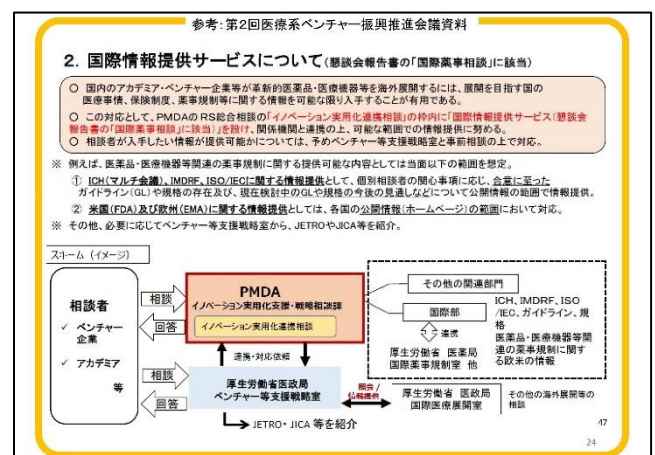 参考：第2回医療系ベンチャー振興推進会議資料
2. 国際情報提供サービスについて(懇談会報告書の「国際薬事相談」に該当)
○ 国内のアカデミア・ベンチャー企業等が革新的医薬品・医療機器等を海外展開するには、展開を目指す国の
医療事情、保険制度、薬事規制等に関する情報を可能な限り入手することが有用である。
○ この対応として、PMDAのRS総合相談の「イノベーション実用化連携相談」の枠内に「国際情報提供サービス(懇談会
報告書の「国際薬事相談」に該当)」を設け、関係機関と連携の上、可能な範囲での情報提供に努める。
○ 相談者が入手したい情報が提供可能かについては、予めベンチャー等支援戦略室と事前相談の上で対応。
※ 例えば、医薬品・医療機器等関連の薬事規制に関する提供可能な内容としては当面以下の範囲を想定。
① ICH(マルチ会議)、IMDRF、ISO/IECに関する情報提供として、個別相談者の関心事項に応じ、合意に至った
ガイドライン(GL)や規格の存在及び、現在検討中のGLや規格の今後の見通しなどについて公開情報の範囲で情報提供。
② 米国(FDA)及び欧州(EMA)に関する情報提供としては、各国の公開情報(ホームページ)の範囲において対応。
※ その他、必要に応じてベンチャー等支援戦略室から、JETROやJICA等を紹介。
スキーム (イメージ)
相談者
✓ ベンチャー
企業
✓ アカデミア
等
相談
回答
相談
回答
PMDA
イノベーション実用化支援・戦略相談課
イノベーション実用化連携相談
連携・対応依頼
厚生労働省医政局
ベンチャー等支援戦略室
JETRO・JICA 等を紹介
照会/
情報提供
その他の関連部門
国際部
連携
厚生労働省 医薬局
国際薬事規制室 他
ICH、IMDRF、ISO
/IEC、ガイドライン、規
格
医薬品・医療機器等関
連の薬事規制に関す
る欧米の情報
厚生労働省 医政局
国際医療展開室
その他の海外展開等の
相談
47
24